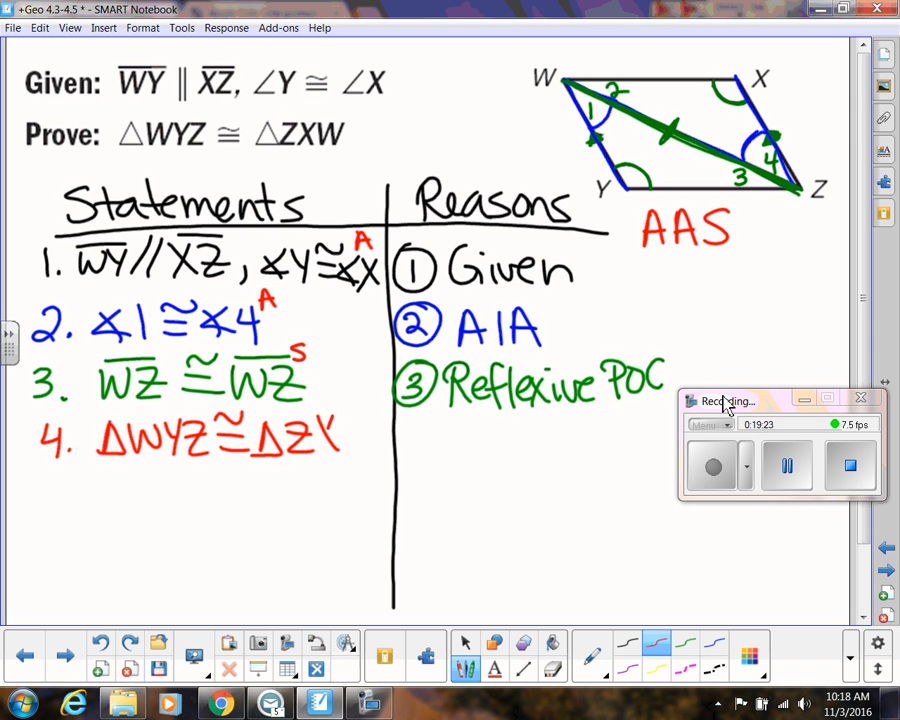 +Geo 4.3-4.5 * - SMART Notebook
File Edit View Insert Format Tools Response Add-ons Help
Given: WY ∥ XZ, ∠Y ≅ ∠X
Prove: △WYZ ≅ △ZXW
W X
2
1
4
3
Y Z
AAS
Statements Reasons
1. WY // XZ, ∡Y ≅ ∡X A ① Given
2. ∡1 ≅ ∡4 A ② AIA
3. WZ ≅ WZ S ③ Reflexive POC
4. ΔWYZ ≅ ΔZ
Recording...
Menu 0:19:23 7.5 fps
A
5
10:18 AM
11/3/2016